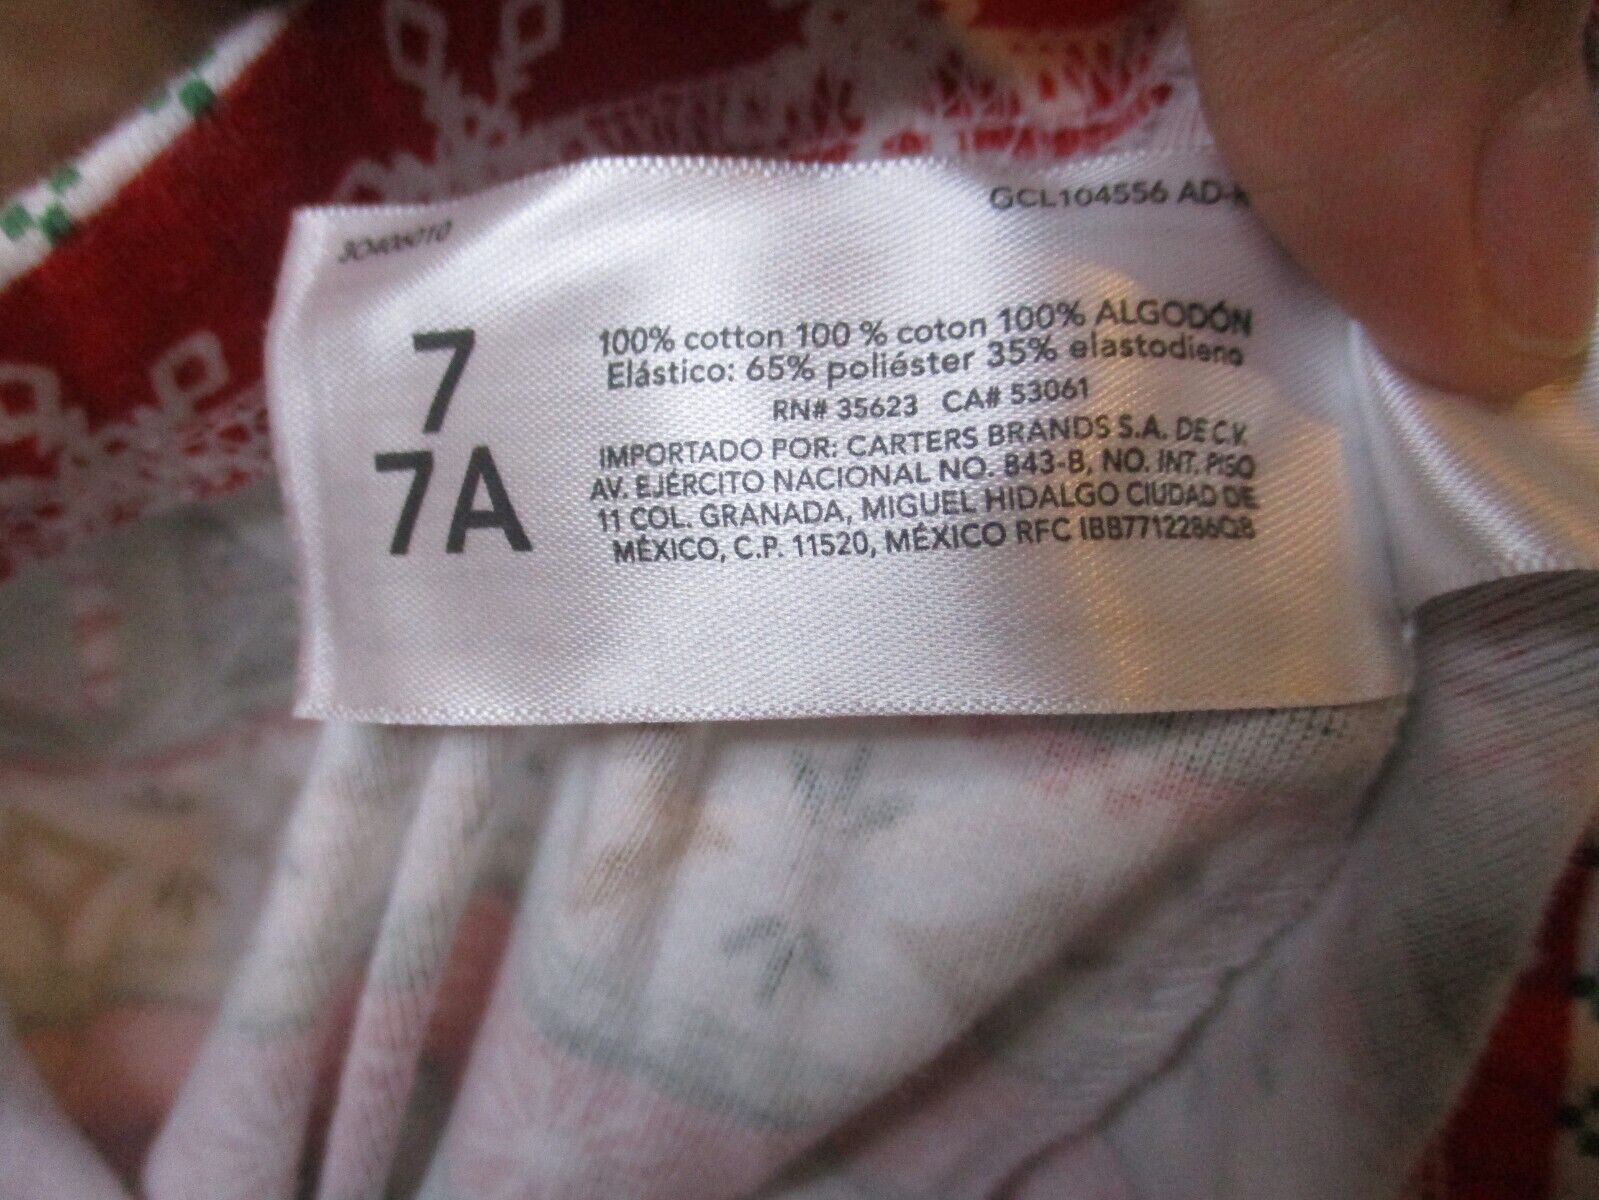 3O406010
GCL104556 AD-
7
7A
100% cotton 100 % coton 100% ALGODÓN
Elástico: 65% poliéster 35% elastodieno
RN# 35623 CA# 53061
IMPORTADO POR: CARTERS BRANDS S.A. DE C.V.
AV. EJÉRCITO NACIONAL NO. 843-B, NO. INT. PISO
11 COL. GRANADA, MIGUEL HIDALGO CIUDAD DE
MÉXICO, C.P. 11520, MÉXICO RFC IBB7712286Q8